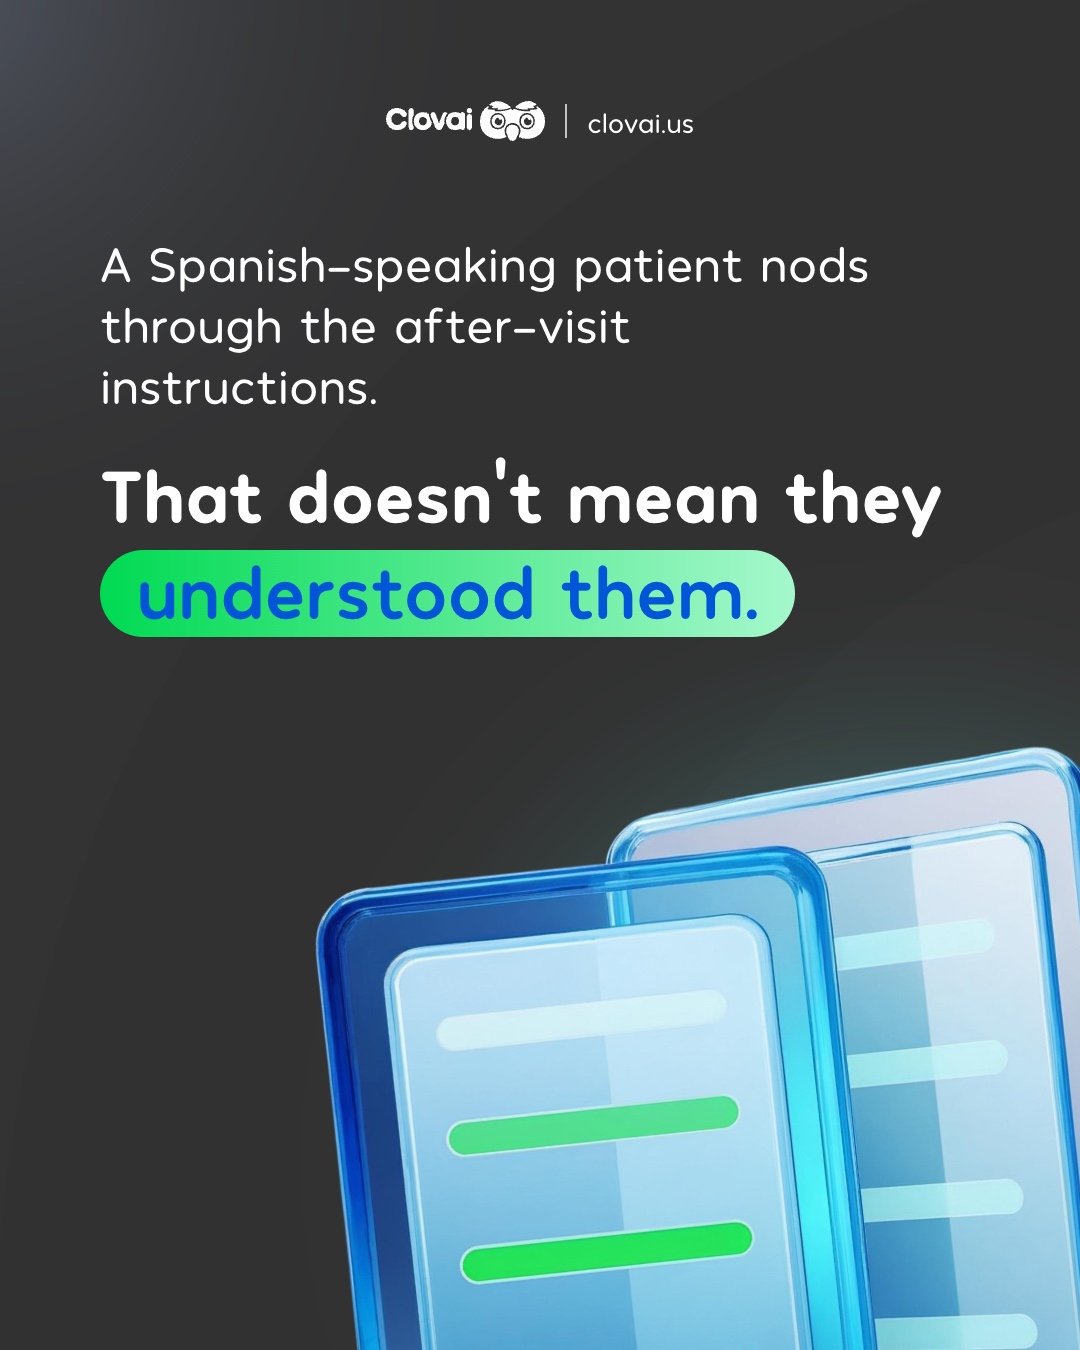 Clovai | clovai.us
A Spanish-speaking patient nods
through the after-visit
instructions.
That doesn't mean they
understood them.